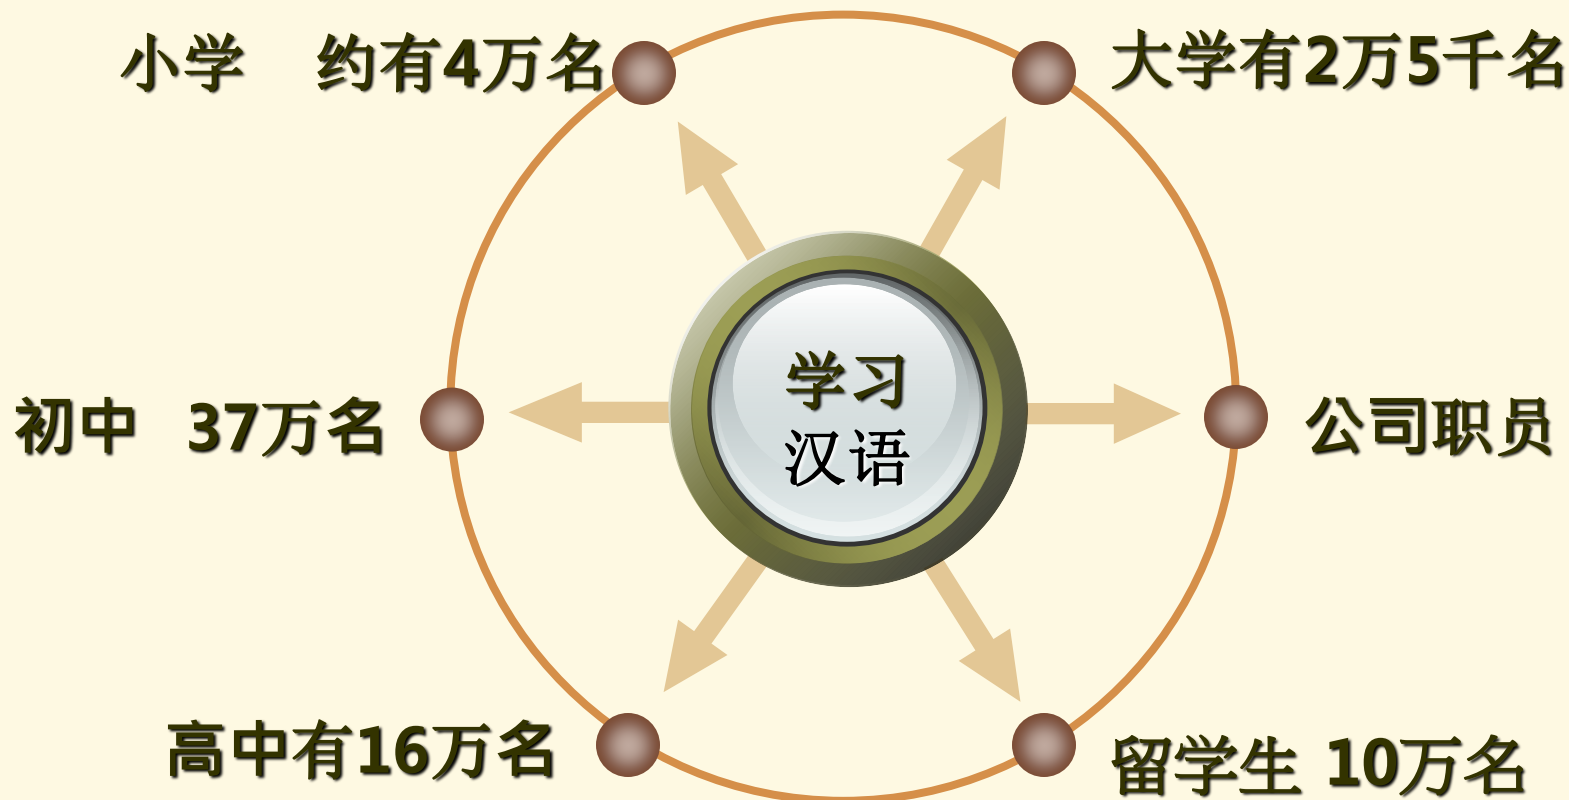 小学 约有4万名
大学有2万5千名
学习
汉语
初中 37万名
公司职员
高中有16万名
留学生 10万名